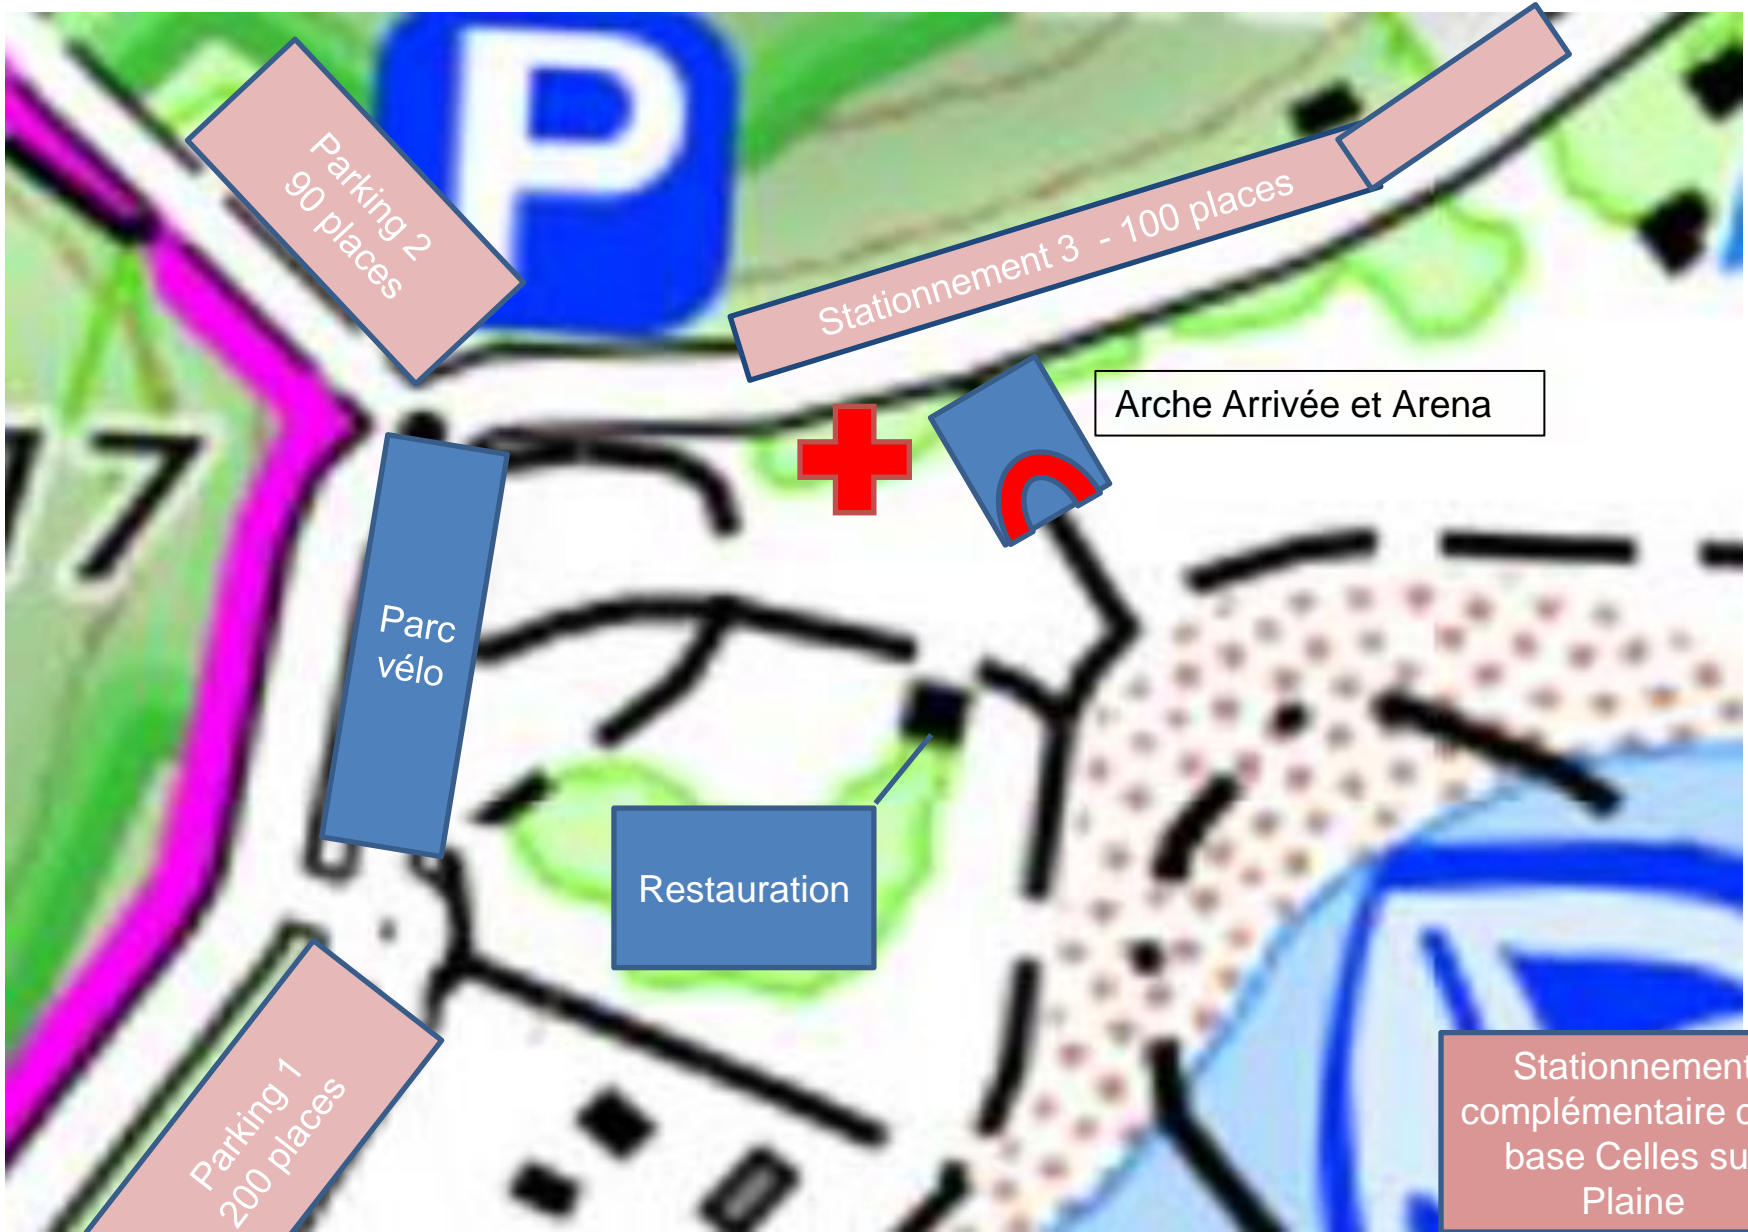 P
Parking 2
90 places
Stationnement 3 - 100 places
Arche Arrivée et Arena
17
Parc
vélo
Restauration
Parking 1
200 places
Stationnement
complémentaire
base Celles su
Plaine